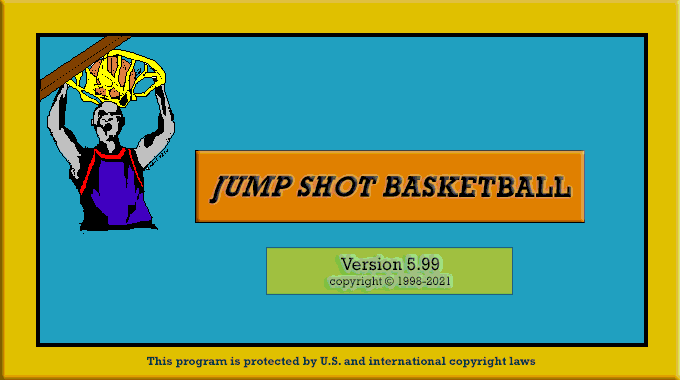 JUMP SHOT BASKETBALL
Version 5.99
copyright © 1998-2021
This program is protected by U.S. and international copyright laws